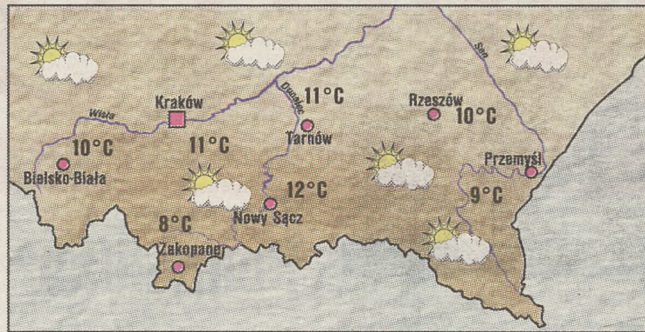 San
Dunajec
11°C
Kraków
Rzeszów
10°C
Wisła
Tarnów
11°C
10°C
Przemyśl
Bielsko-Biała
12°C
9°C
Nowy Sącz
8°C
Zakopane